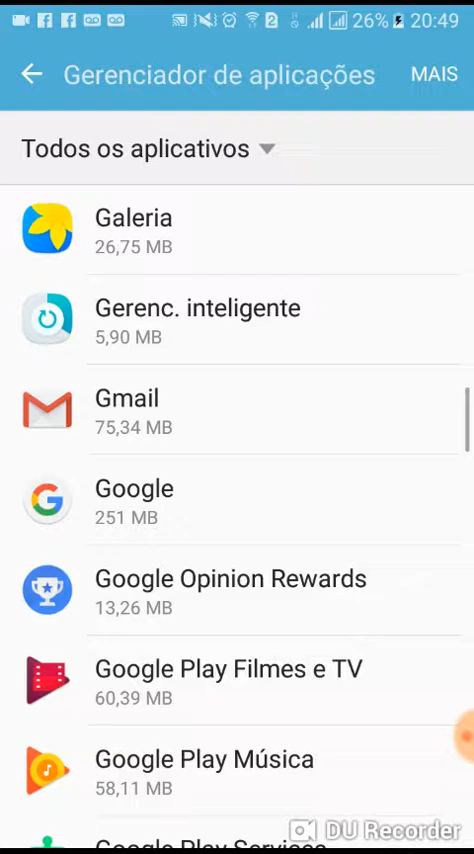 2 26% 20:49
Gerenciador de aplicações MAIS
Todos os aplicativos
Galeria
26,75 MB
Gerenc. inteligente
5,90 MB
Gmail
75,34 MB
Google
251 MB
Google Opinion Rewards
13,26 MB
Google Play Filmes e TV
60,39 MB
Google Play Música
58,11 MB
Google Play Services
DU Recorder